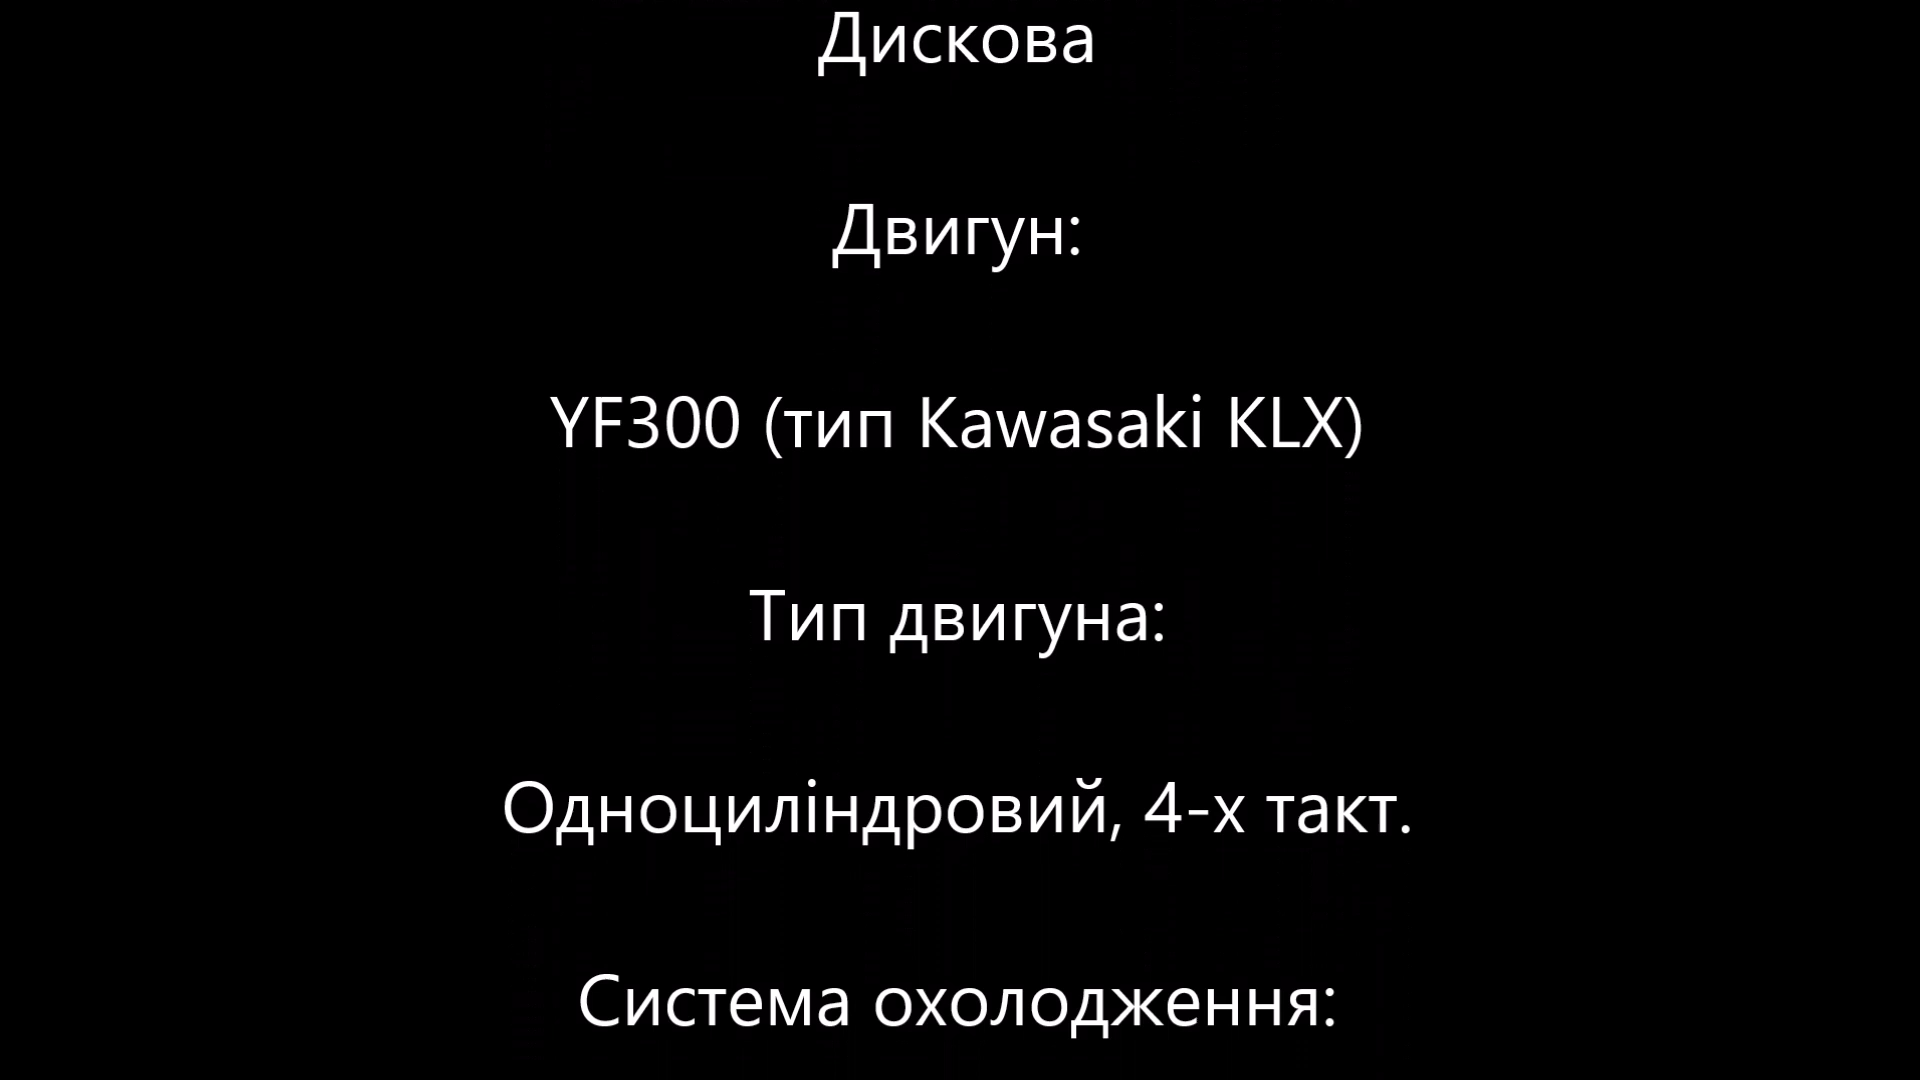 Дискова
Двигун:
YF300 (тип Kawasaki KLX)
Тип двигуна:
Одноциліндровий, 4-х такт.
Система охолодження: